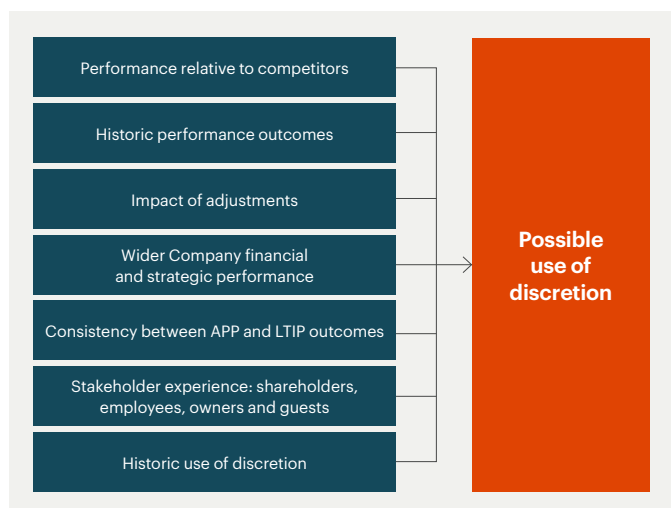 Performance relative to competitors
Historic performance outcomes
Impact of adjustments
Wider Company financial
and strategic performance
Consistency between APP and LTIP outcomes
Stakeholder experience: shareholders,
employees, owners and guests
Historic use of discretion
Possible
use of
discretion